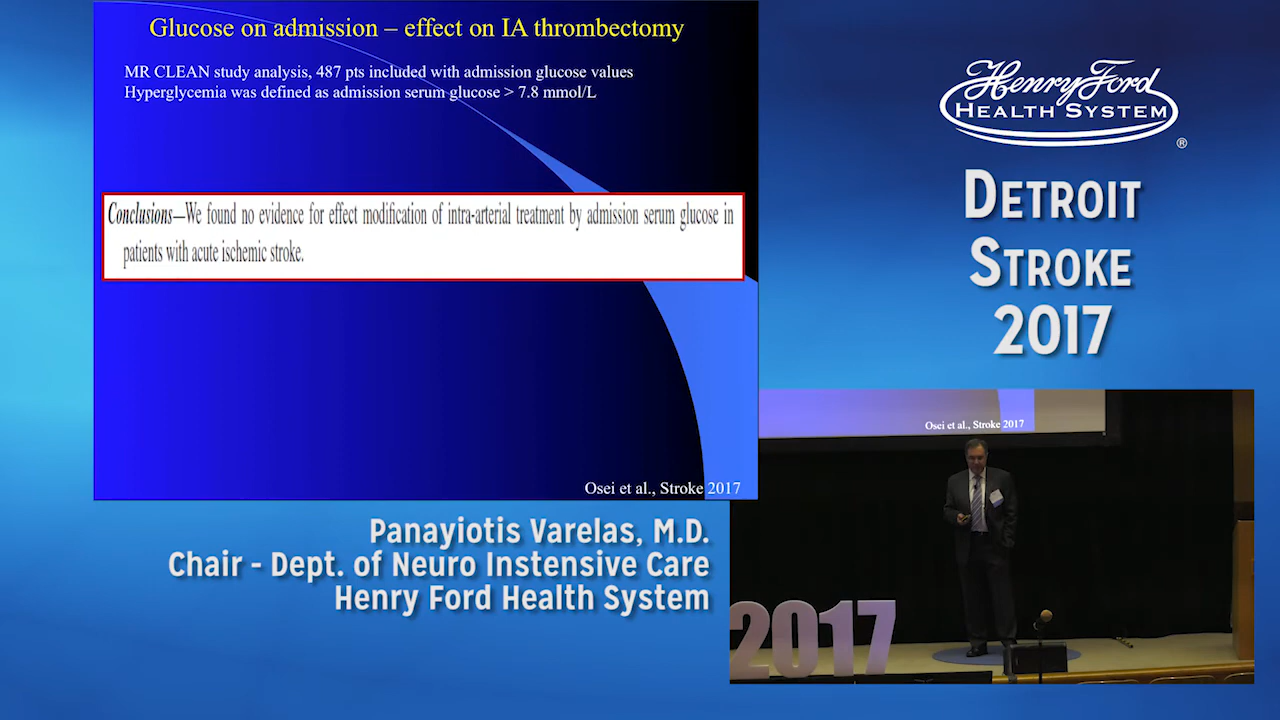 Glucose on admission – effect on IA thrombectomy
MR CLEAN study analysis, 487 pts included with admission glucose values
Hyperglycemia was defined as admission serum glucose > 7.8 mmol/L
Conclusions—We found no evidence for effect modification of intra-arterial treatment by admission serum glucose in
patients with acute ischemic stroke.
Osei et al., Stroke 2017
Henry Ford
HEALTH SYSTEM
®
DETROIT
STROKE
2017
Osei et al., Stroke 2017
2017
Panayiotis Varelas, M.D.
Chair - Dept. of Neuro Instensive Care
Henry Ford Health System